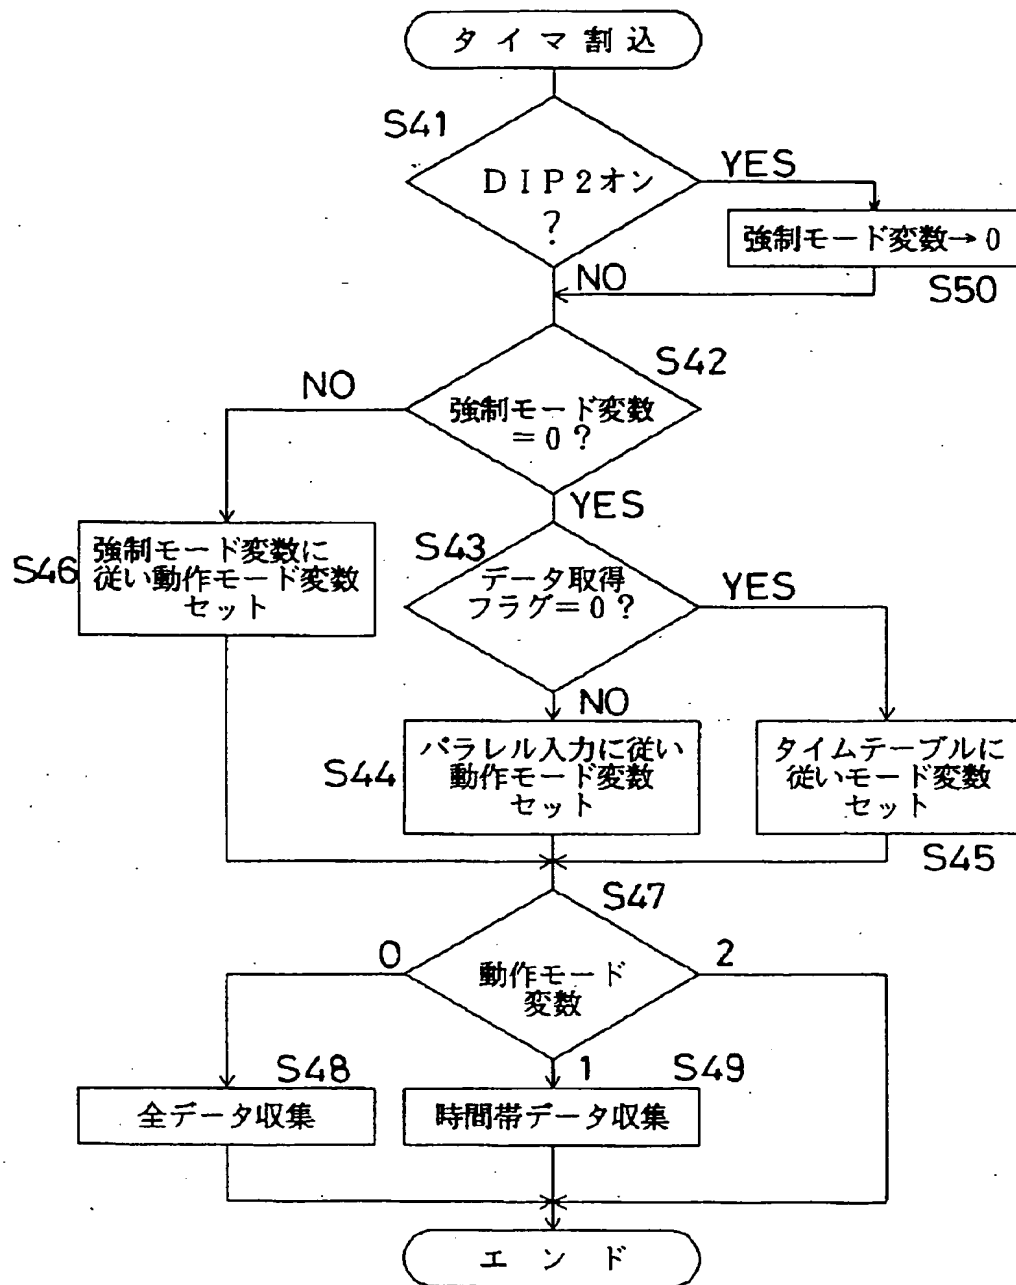 タイマ割込
S41
DIP2オン
?
YES
強制モード変数→0
S50
NO
S42
NO
強制モード変数
=0?
YES
S46
強制モード変数に
従い動作モード変数
セット
S43
データ取得
フラグ=0?
YES
NO
S44
パラレル入力に従い
動作モード変数
セット
タイムテーブルに
従いモード変数
セット
S45
S47
0
2
動作モード
変数
S48
1
S49
全データ収集
時間帯データ収集
エンド